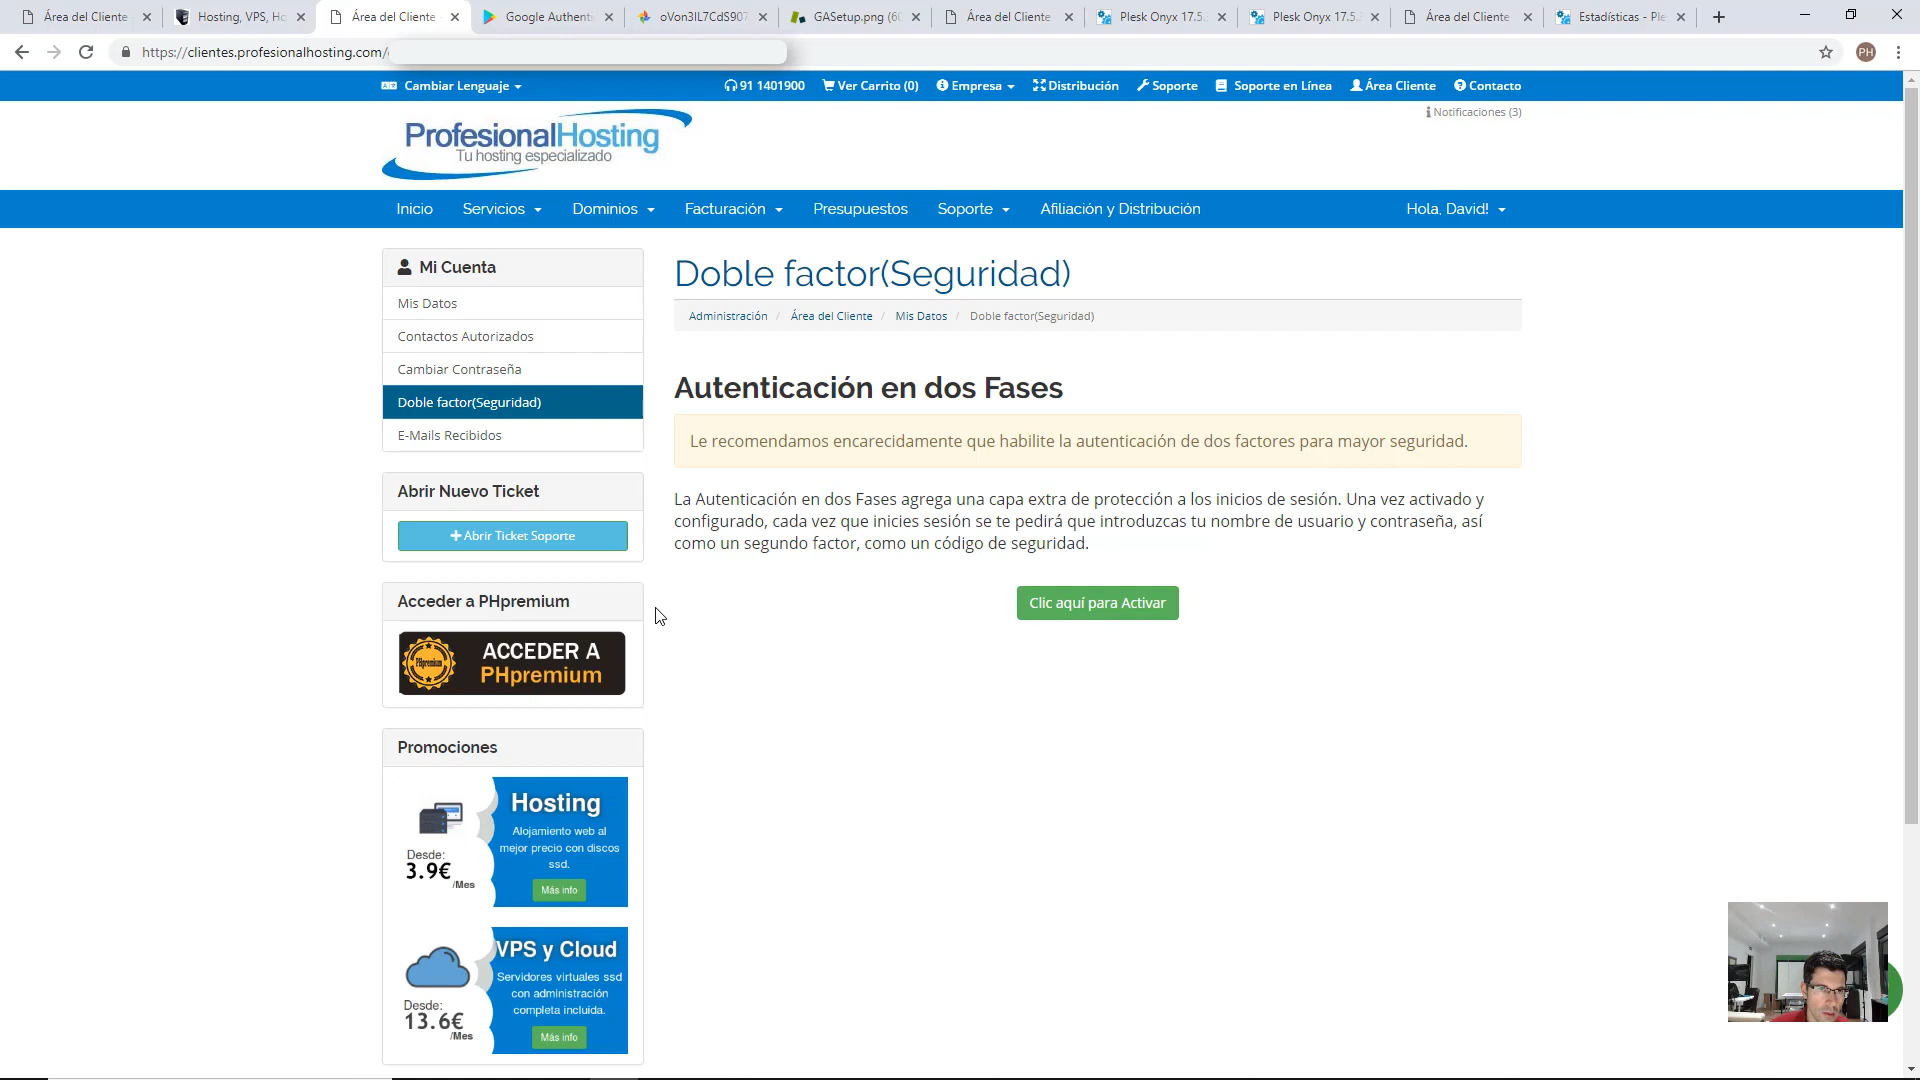 Área del Cliente
Hosting, VPS, Ho
Área del Cliente
Google Authent
oVon3IL7CdS907
GASetup.png (60
Área del Cliente
Plesk Onyx 17.5.
Plesk Onyx 17.5.
Área del Cliente
Estadísticas - Ple
https://clientes.profesionalhosting.com/
PH
Cambiar Lenguaje
91 1401900
Ver Carrito (0)
Empresa
Distribución
Soporte
Soporte en Línea
Área Cliente
Contacto
Notificaciones (3)
ProfesionalHosting
Tu hosting especializado
Inicio
Servicios
Dominios
Facturación
Presupuestos
Soporte
Afiliación y Distribución
Hola, David!
Mi Cuenta
Mis Datos
Contactos Autorizados
Cambiar Contraseña
Doble factor(Seguridad)
E-Mails Recibidos
Abrir Nuevo Ticket
Abrir Ticket Soporte
Acceder a PHpremium
PHpremium
ACCEDER A
PHpremium
Promociones
Hosting
Alojamiento web al
mejor precio con discos
ssd.
Desde:
3.9€
/Mes
Más info
VPS y Cloud
Servidores virtuales ssd
con administración
completa incluida.
Desde:
13.6€
/Mes
Más info
Doble factor(Seguridad)
Administración / Área del Cliente / Mis Datos / Doble factor(Seguridad)
Autenticación en dos Fases
Le recomendamos encarecidamente que habilite la autenticación de dos factores para mayor seguridad.
La Autenticación en dos Fases agrega una capa extra de protección a los inicios de sesión. Una vez activado y
configurado, cada vez que inicies sesión se te pedirá que introduzcas tu nombre de usuario y contraseña, así
como un segundo factor, como un código de seguridad.
Clic aquí para Activar